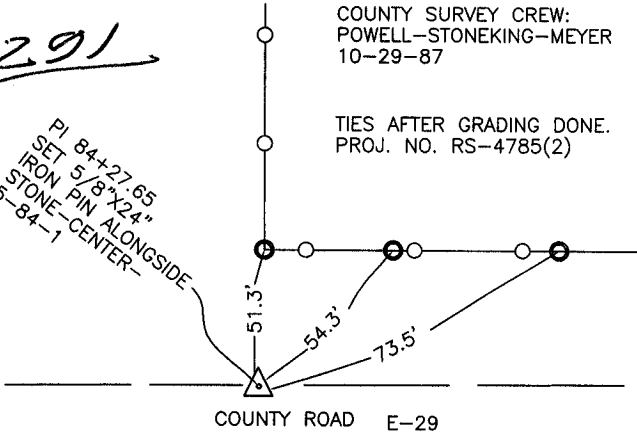 291
COUNTY SURVEY CREW:
POWELL-STONEKING-MEYER
10-29-87
TIES AFTER GRADING DONE.
PROJ. NO. RS-4785(2)
PI 84+27.65
SET 5/8"X24"
IRON PIN ALONGSIDE
STONE-CENTER-
5-84-1
51.3'
54.3'
73.5'
COUNTY ROAD E-29